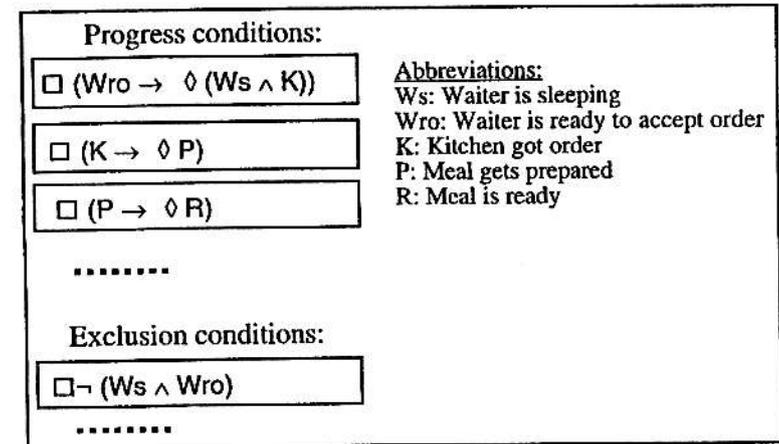 Progress conditions:
□ (Wro → ◊ (Ws ∧ K))
□ (K → ◊ P)
□ (P → ◊ R)
........
Exclusion conditions:
□¬ (Ws ∧ Wro)
........
Abbreviations:
Ws: Waiter is sleeping
Wro: Waiter is ready to accept order
K: Kitchen got order
P: Meal gets prepared
R: Meal is ready